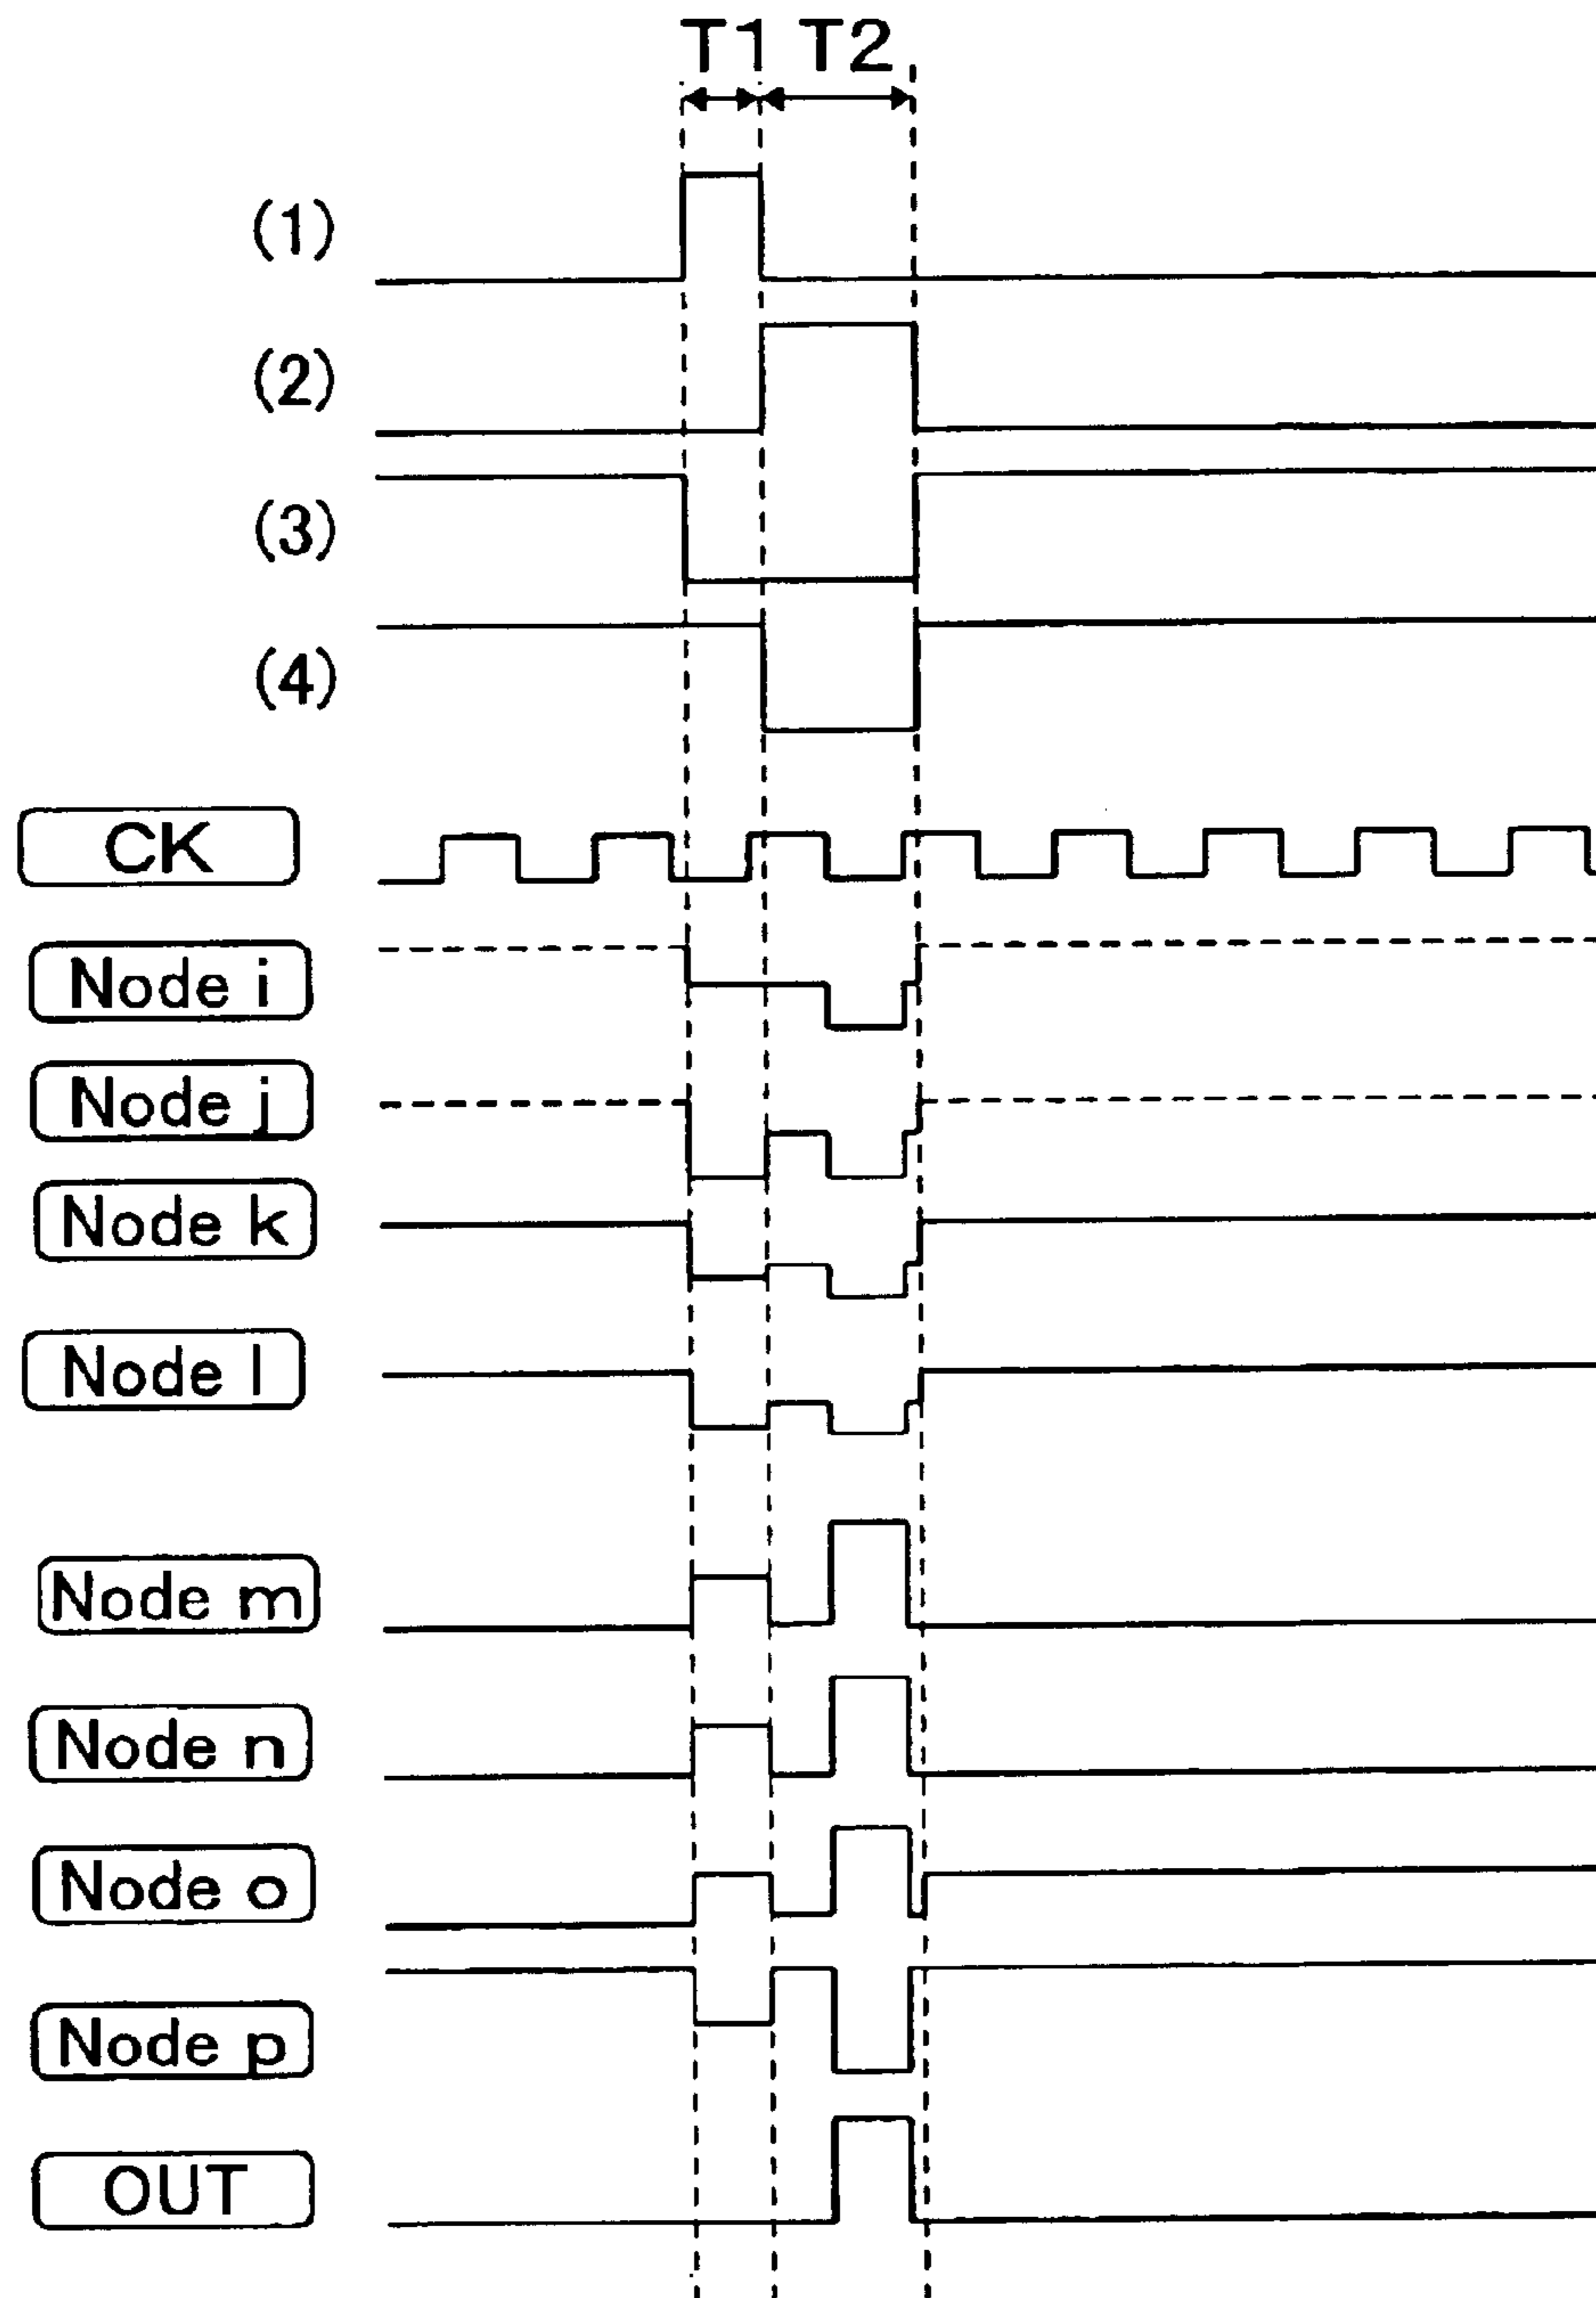 T1 T2
(1)
(2)
(3)
(4)
CK
Node i
Node j
Node k
Node l
Node m
Node n
Node o
Node p
OUT